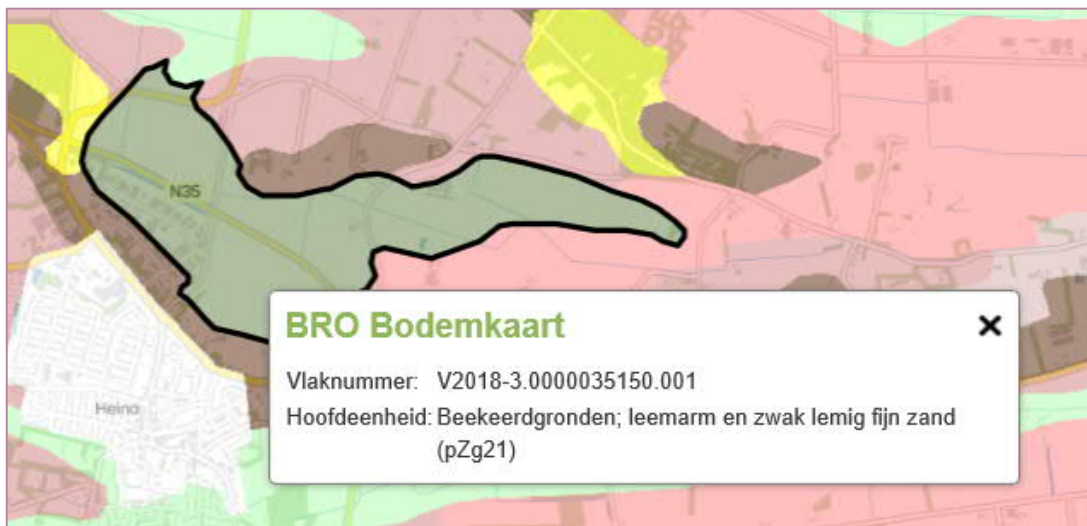 N35
BRO Bodemkaart
Vlaknummer: V2018-3.0000035150.001
Hoofdeenheid: Beekeerdgronden; leemarm en zwak lemig fijn zand
(pZg21)
Heino